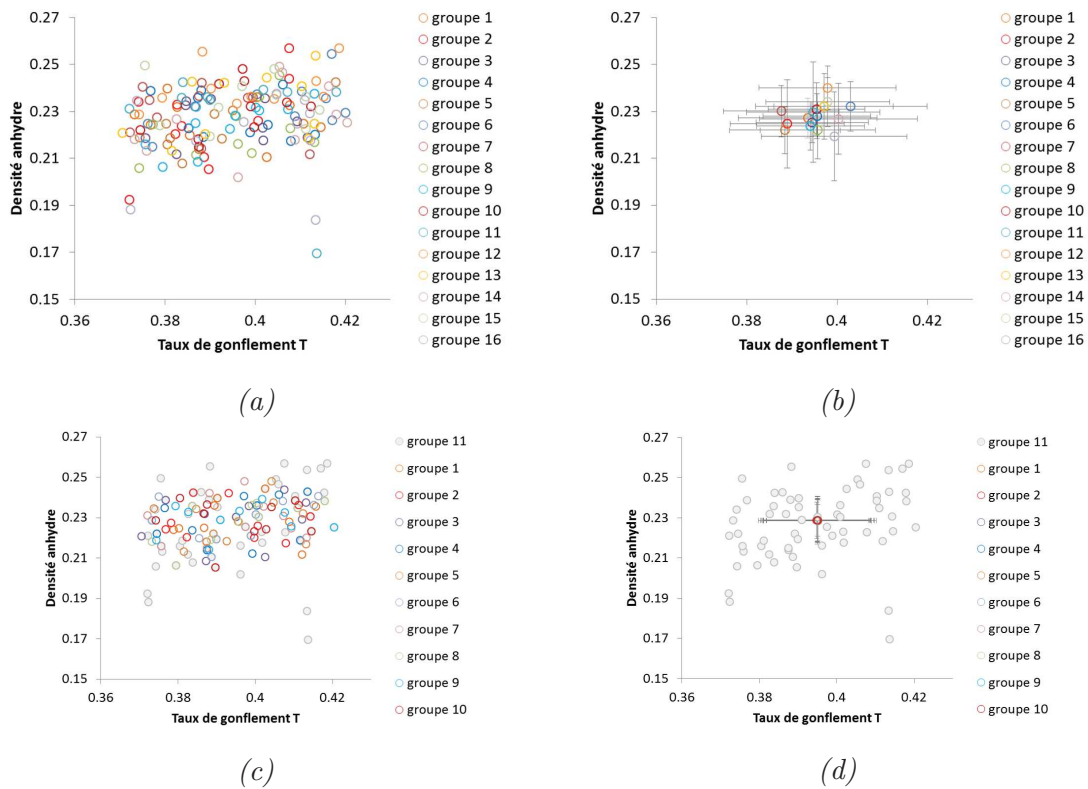 0.27
0.25
0.23
0.21
0.19
0.17
0.15
0.36
0.38
0.4
0.42
Densité anhydre
Taux de gonflement T
groupe 1
groupe 2
groupe 3
groupe 4
groupe 5
groupe 6
groupe 7
groupe 8
groupe 9
groupe 10
groupe 11
groupe 12
groupe 13
groupe 14
groupe 15
groupe 16
(a)
0.27
0.25
0.23
0.21
0.19
0.17
0.15
0.36
0.38
0.4
0.42
Densité anhydre
Taux de gonflement T
groupe 1
groupe 2
groupe 3
groupe 4
groupe 5
groupe 6
groupe 7
groupe 8
groupe 9
groupe 10
groupe 11
groupe 12
groupe 13
groupe 14
groupe 15
groupe 16
(b)
0.27
0.25
0.23
0.21
0.19
0.17
0.15
0.36
0.38
0.4
0.42
Densité anhydre
Taux de gonflement T
groupe 11
groupe 1
groupe 2
groupe 3
groupe 4
groupe 5
groupe 6
groupe 7
groupe 8
groupe 9
groupe 10
(c)
0.27
0.25
0.23
0.21
0.19
0.17
0.15
0.36
0.38
0.4
0.42
Densité anhydre
Taux de gonflement T
groupe 11
groupe 1
groupe 2
groupe 3
groupe 4
groupe 5
groupe 6
groupe 7
groupe 8
groupe 9
groupe 10
(d)